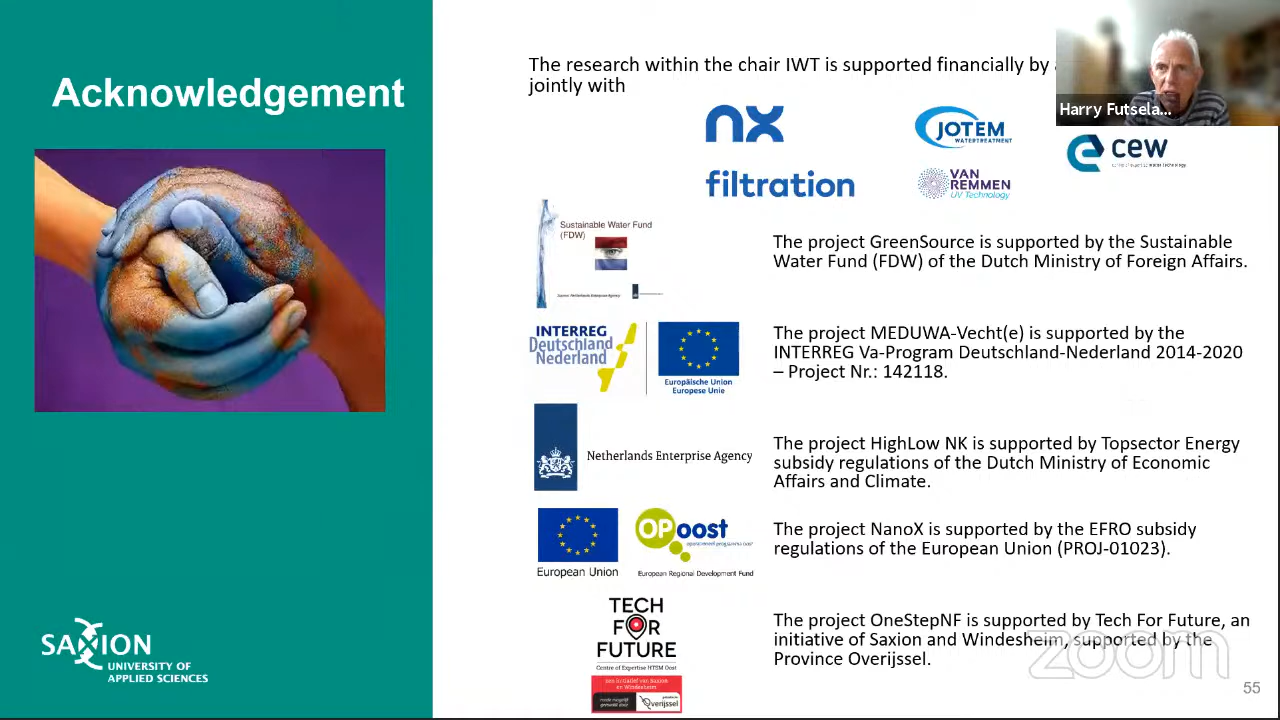 Acknowledgement
The research within the chair IWT is supported financially by
jointly with
Harry Futsela...
nx
filtration
JOTEM
WATERTREATMENT
VAN
REMMEN
UV Technology
cew
Sustainable Water Fund
(FDW)
The project GreenSource is supported by the Sustainable
Water Fund (FDW) of the Dutch Ministry of Foreign Affairs.
INTERREG
Deutschland
Nederland
Europäische Union
Europese Unie
The project MEDUWA-Vecht(e) is supported by the
INTERREG Va-Program Deutschland-Nederland 2014-2020
– Project Nr.: 142118.
Netherlands Enterprise Agency
The project HighLow NK is supported by Topsector Energy
subsidy regulations of the Dutch Ministry of Economic
Affairs and Climate.
European Union
OPoost
European Regional Development Fund
The project NanoX is supported by the EFRO subsidy
regulations of the European Union (PROJ-01023).
TECH
FOR
FUTURE
Centre of Expertise HTSM Oost
een initiatief van Saxion
en Windesheim
Overijssel
The project OneStepNF is supported by Tech For Future, an
initiative of Saxion and Windesheim, supported by the
Province Overijssel.
zoom
SAXION
UNIVERSITY OF
APPLIED SCIENCES
55